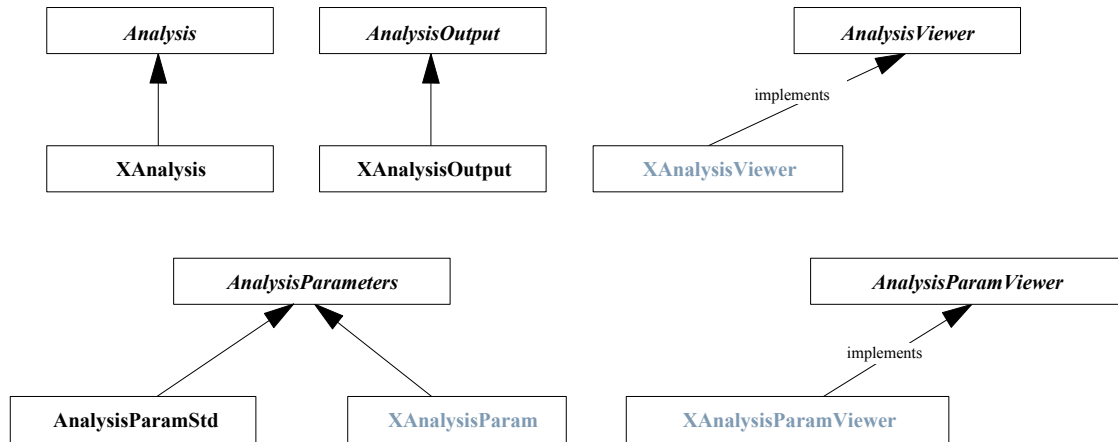 Analysis
AnalysisOutput
AnalysisViewer
implements
XAnalysis
XAnalysisOutput
XAnalysisViewer
AnalysisParameters
AnalysisParamViewer
implements
AnalysisParamStd
XAnalysisParam
XAnalysisParamViewer